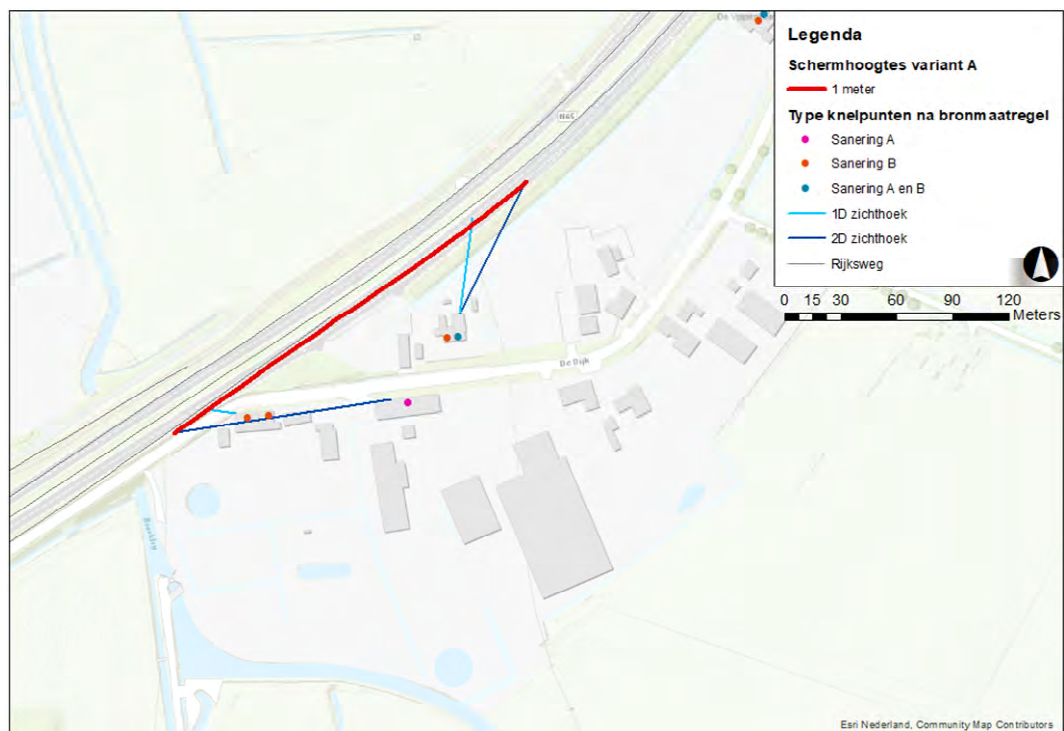 Legenda
Schermhoogtes variant A
1 meter
Type knelpunten na bronmaatregel
Sanering A
Sanering B
Sanering A en B
1D zichthoek
2D zichthoek
Rijksweg
0 15 30 60 90 120
Meters
N65
De Dijk
Esri Nederland, Community Map Contributors